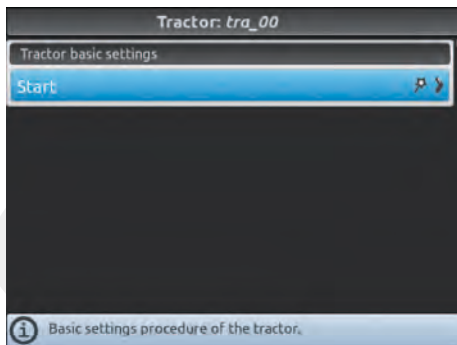 Tractor: tra_00
Tractor basic settings
Start
Basic settings procedure of the tractor.